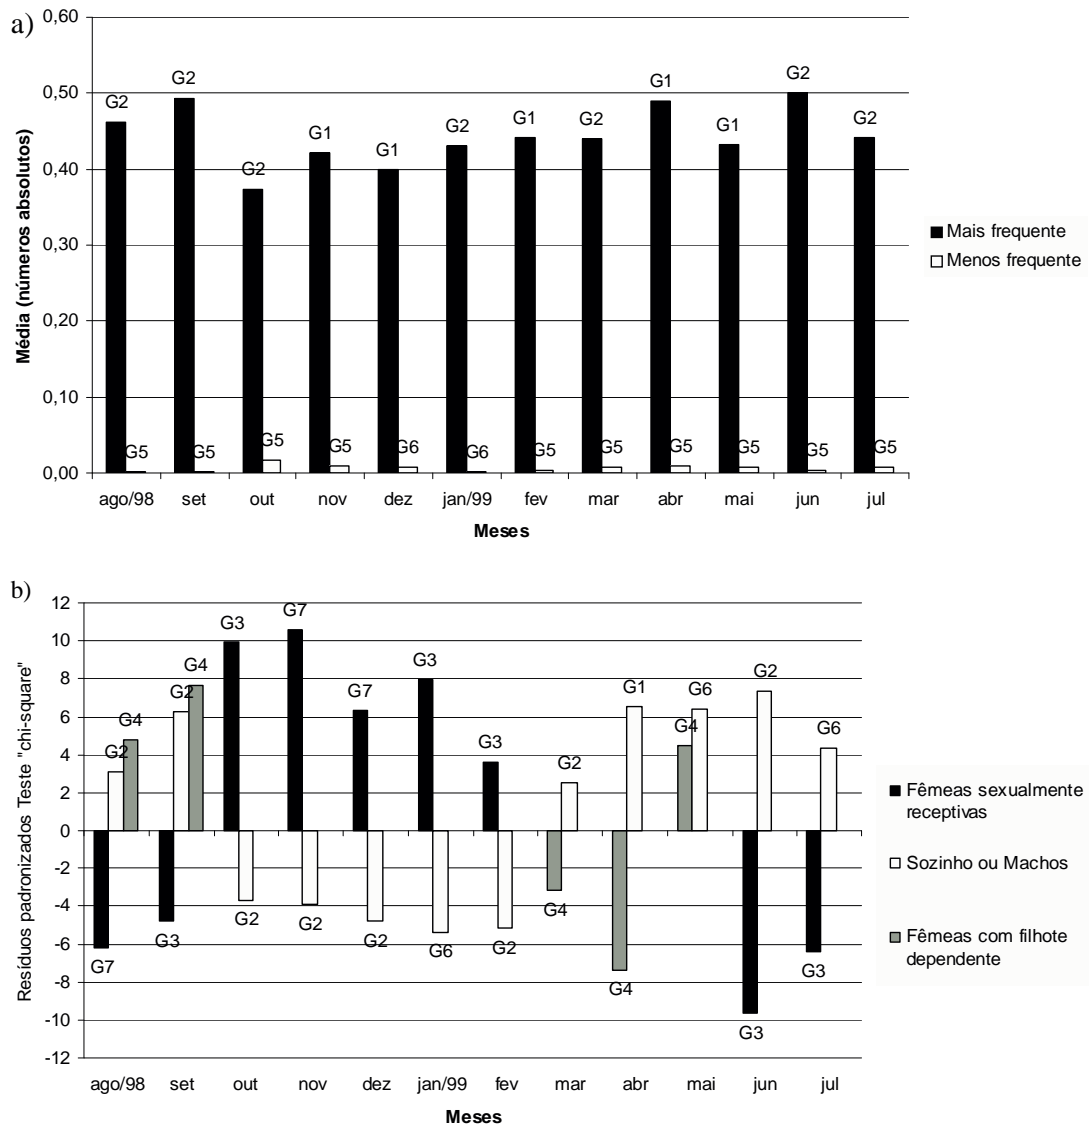 a)
0,60
0,50
0,40
0,30
0,20
0,10
0,00
Média (números absolutos)
G2 G2 G2 G1 G1 G2 G1 G2 G1 G1 G2 G2
G5 G5 G5 G5 G6 G6 G5 G5 G5 G5 G5 G5
ago/98 set out nov dez jan/99 fev mar abr mai jun jul
Meses
Mais frequente
Menos frequente
b)
12
10
8
6
4
2
0
-2
-4
-6
-8
-10
-12
Resíduos padronizados Teste "chi-square"
G7 G2 G4
G3 G2 G4
G3 G2
G7 G2
G7 G2
G3 G6
G3 G2
G4 G2
G4 G1
G4 G6
G3 G2
G3 G6
ago/98 set out nov dez jan/99 fev mar abr mai jun jul
Meses
Fêmeas sexualmente
receptivas
Sozinho ou Machos
Fêmeas com filhote
dependente